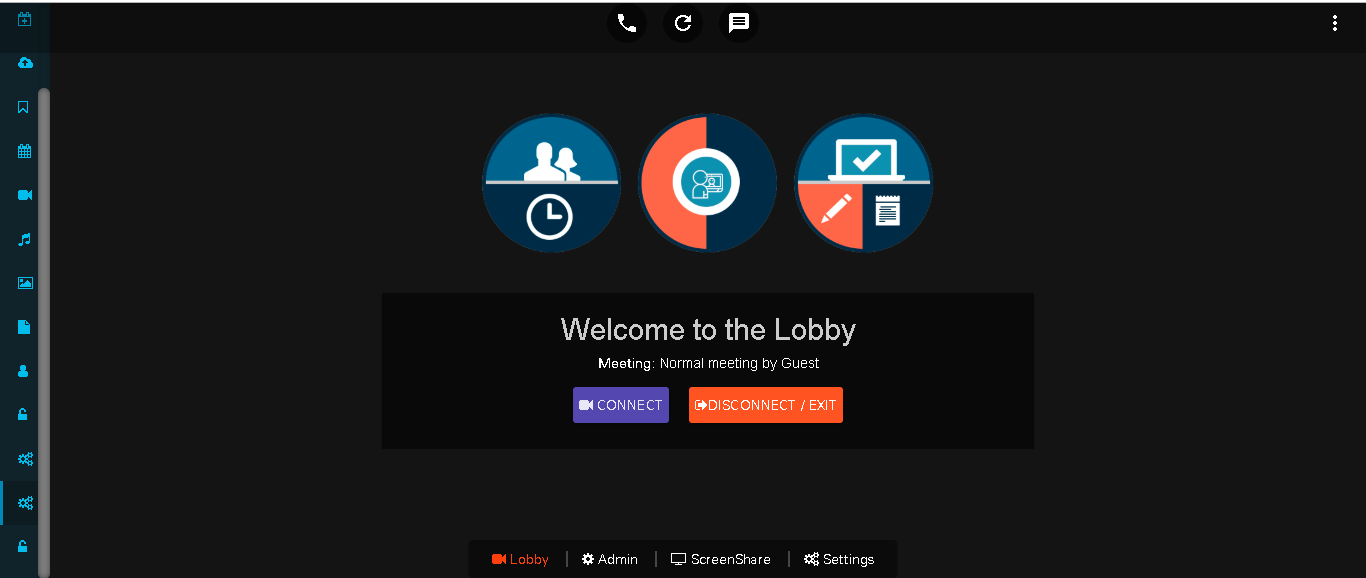 Welcome to the Lobby
Meeting: Normal meeting by Guest
CONNECT
DISCONNECT / EXIT
Lobby
Admin
ScreenShare
Settings